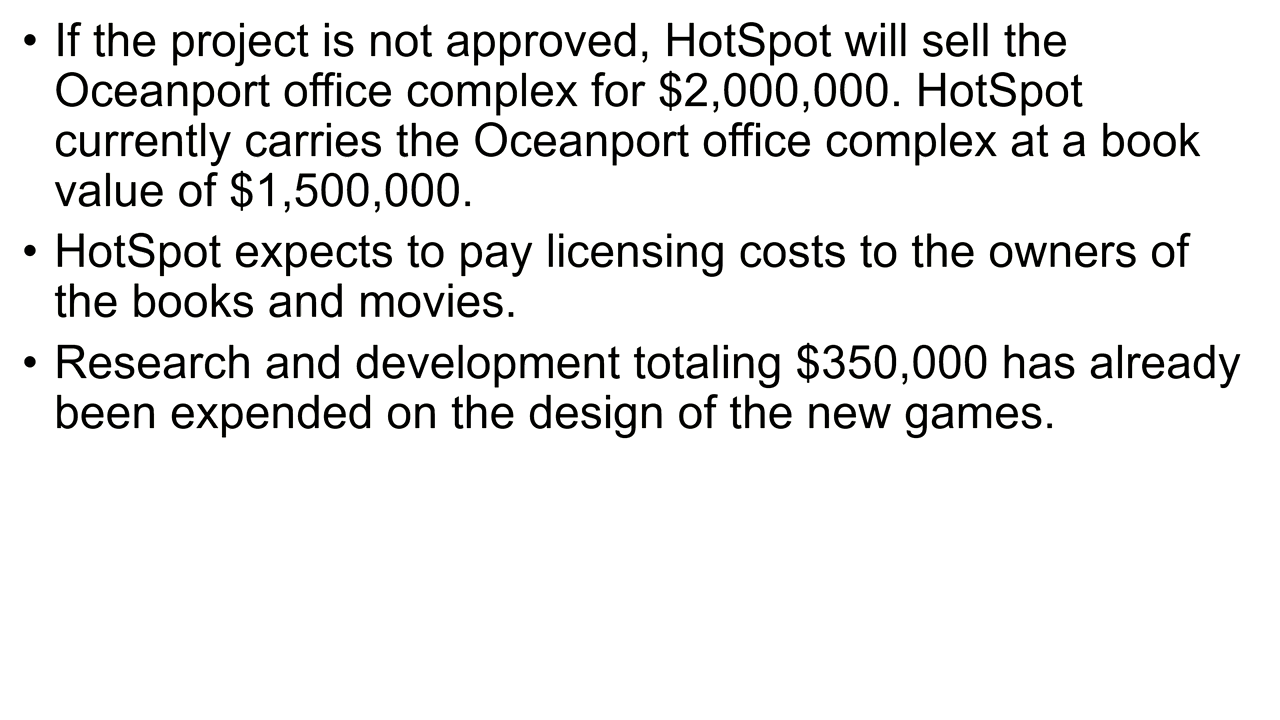 • If the project is not approved, HotSpot will sell the
Oceanport office complex for $2,000,000. HotSpot
currently carries the Oceanport office complex at a book
value of $1,500,000.
• HotSpot expects to pay licensing costs to the owners of
the books and movies.
• Research and development totaling $350,000 has already
been expended on the design of the new games.